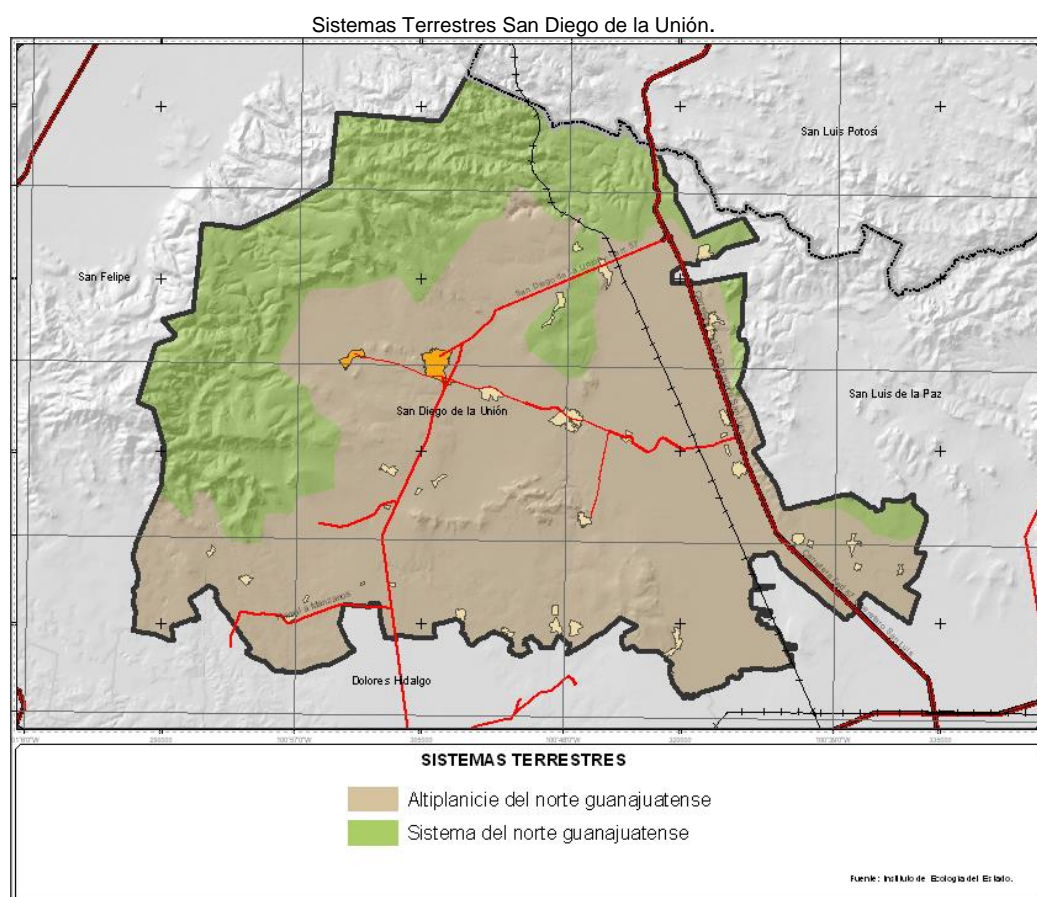 Sistemas Terrestres San Diego de la Unión.
San Luis Potosí
San Felipe
San Diego de la Unión
San Luis de la Paz
a Manzanos
Dolores Hidalgo
SISTEMAS TERRESTRES
Altiplanicie del norte guanajuatense
Sistema del norte guanajuatense
Fuente: Instituto de Ecología del Estado.